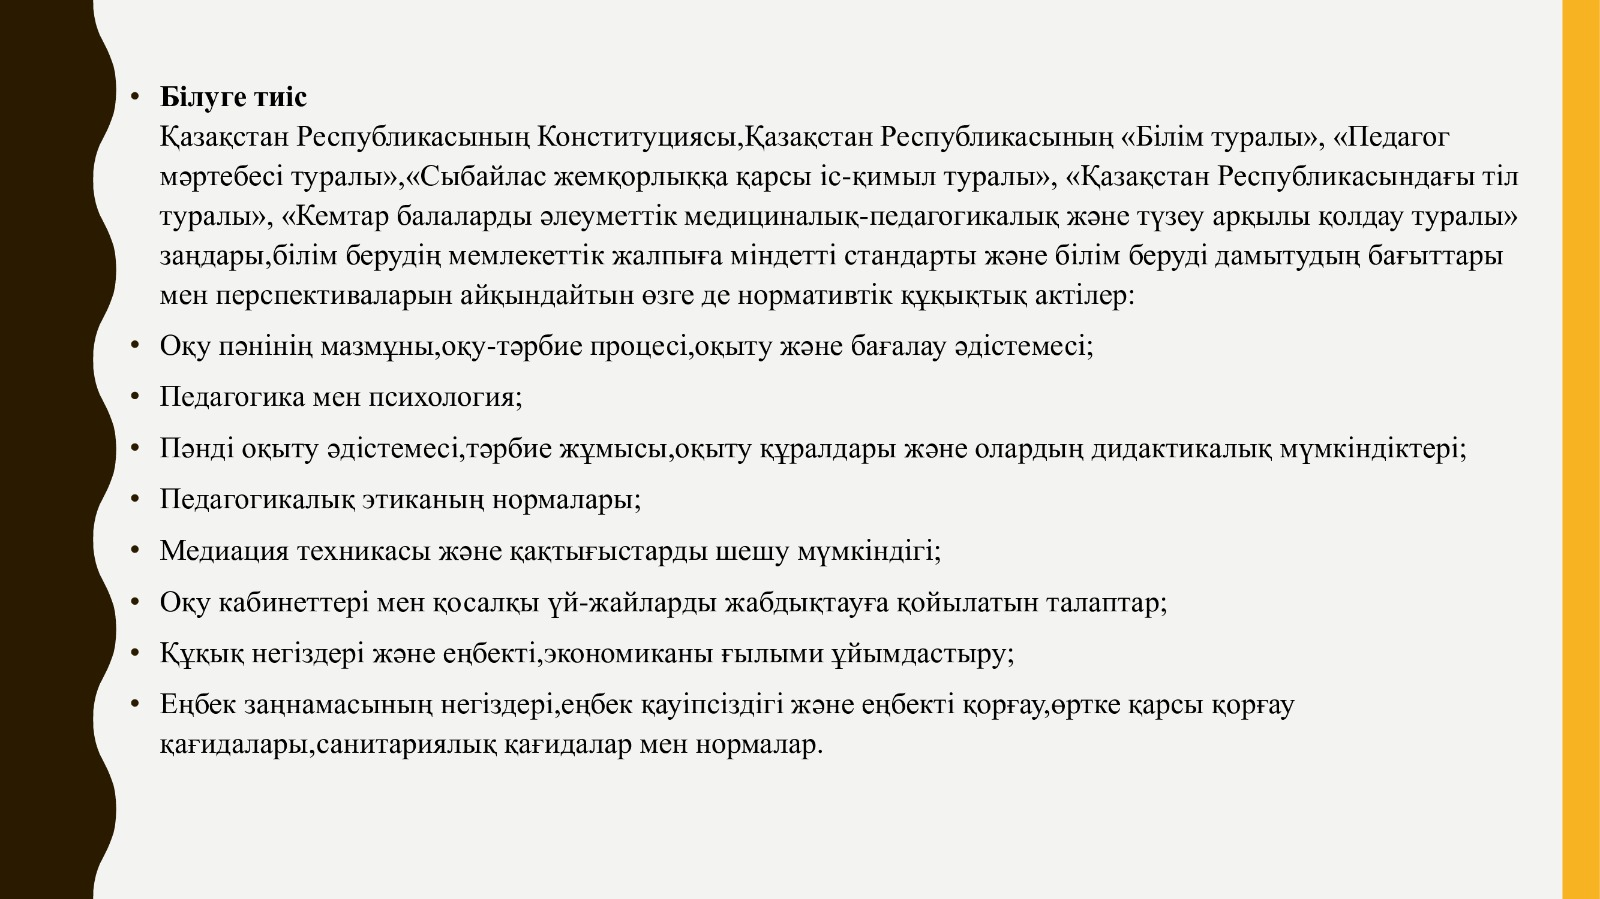 • Білуге тиіс
Қазақстан Республикасының Конституциясы,Қазақстан Республикасының «Білім туралы», «Педагог
мәртебесі туралы»,«Сыбайлас жемқорлыққа қарсы іс-қимыл туралы», «Қазақстан Республикасындағы тіл
туралы», «Кемтар балаларды әлеуметтік медициналық-педагогикалық және түзеу арқылы қолдау туралы»
заңдары,білім берудің мемлекеттік жалпыға міндетті стандарты және білім беруді дамытудың бағыттары
мен перспективаларын айқындайтын өзге де нормативтік құқықтық актілер:
• Оқу пәнінің мазмұны,оқу-тәрбие процесі,оқыту және бағалау әдістемесі;
• Педагогика мен психология;
• Пәнді оқыту әдістемесі,тәрбие жұмысы,оқыту құралдары және олардың дидактикалық мүмкіндіктері;
• Педагогикалық этиканың нормалары;
• Медиация техникасы және қақтығыстарды шешу мүмкіндігі;
• Оқу кабинеттері мен қосалқы үй-жайларды жабдықтауға қойылатын талаптар;
• Құқық негіздері және еңбекті,экономиканы ғылыми ұйымдастыру;
• Еңбек заңнамасының негіздері,еңбек қауіпсіздігі және еңбекті қорғау,өртке қарсы қорғау
қағидалары,санитариялық қағидалар мен нормалар.